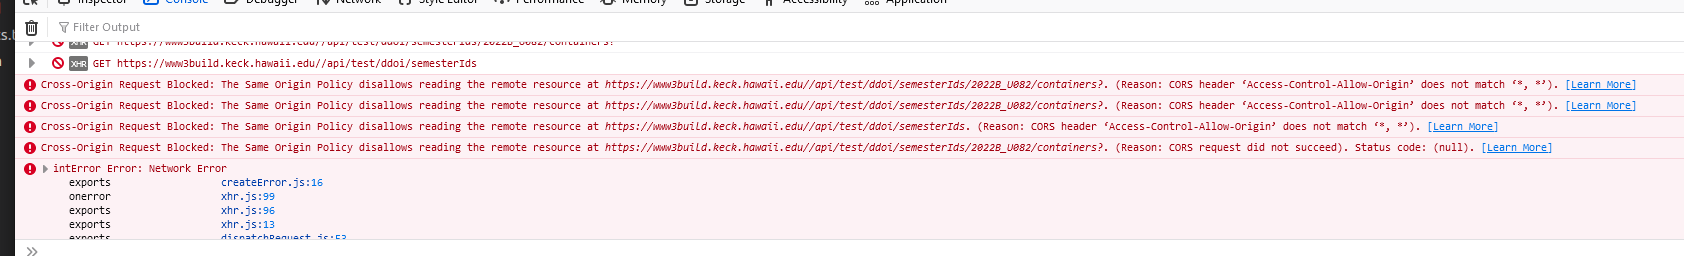 Inspector Console Debugger Network Style Editor Performance Memory Storage Accessibility Application
Filter Output
XHR GET https://www3build.keck.hawaii.edu//api/test/ddoi/semesterIds/2022B_U082/containers?
XHR GET https://www3build.keck.hawaii.edu//api/test/ddoi/semesterIds
Cross-Origin Request Blocked: The Same Origin Policy disallows reading the remote resource at https://www3build.keck.hawaii.edu//api/test/ddoi/semesterIds/2022B_U082/containers?. (Reason: CORS header ‘Access-Control-Allow-Origin’ does not match ‘*, *’). [Learn More]
Cross-Origin Request Blocked: The Same Origin Policy disallows reading the remote resource at https://www3build.keck.hawaii.edu//api/test/ddoi/semesterIds/2022B_U082/containers?. (Reason: CORS header ‘Access-Control-Allow-Origin’ does not match ‘*, *’). [Learn More]
Cross-Origin Request Blocked: The Same Origin Policy disallows reading the remote resource at https://www3build.keck.hawaii.edu//api/test/ddoi/semesterIds. (Reason: CORS header ‘Access-Control-Allow-Origin’ does not match ‘*, *’). [Learn More]
Cross-Origin Request Blocked: The Same Origin Policy disallows reading the remote resource at https://www3build.keck.hawaii.edu//api/test/ddoi/semesterIds/2022B_U082/containers?. (Reason: CORS request did not succeed). Status code: (null). [Learn More]
intError Error: Network Error
exports createError.js:16
onerror xhr.js:99
exports xhr.js:96
exports xhr.js:13
exports dispatchRequest.js:53